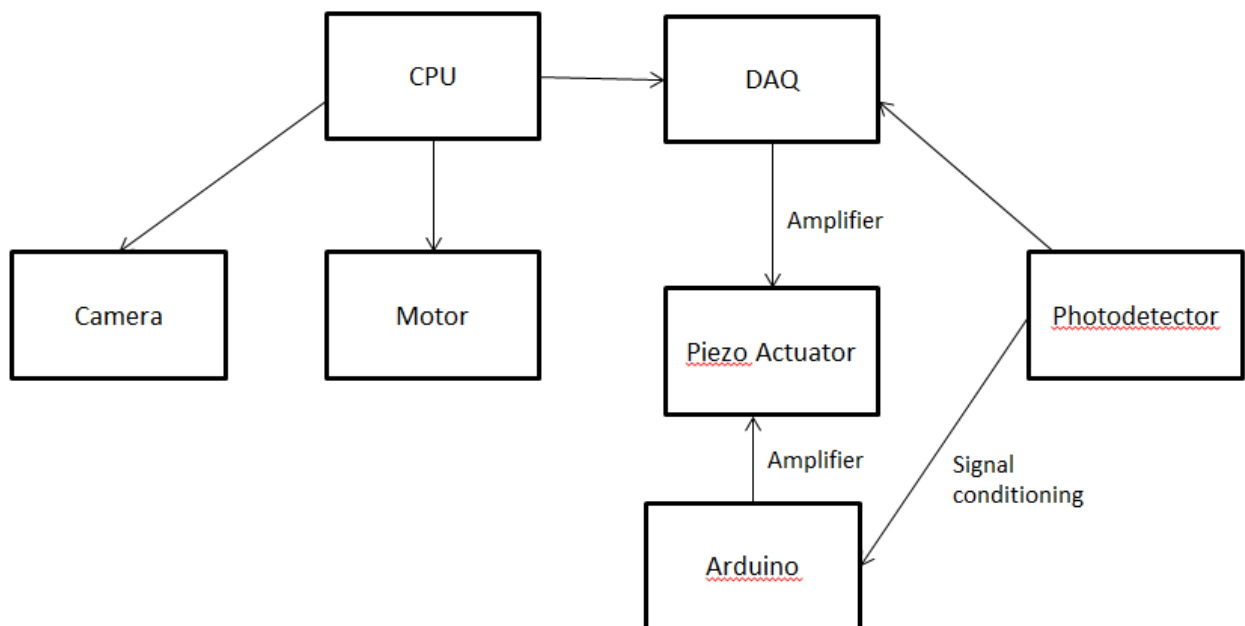 CPU
DAQ
Amplifier
Camera
Motor
Piezo Actuator
Photodetector
Amplifier
Signal
conditioning
Arduino